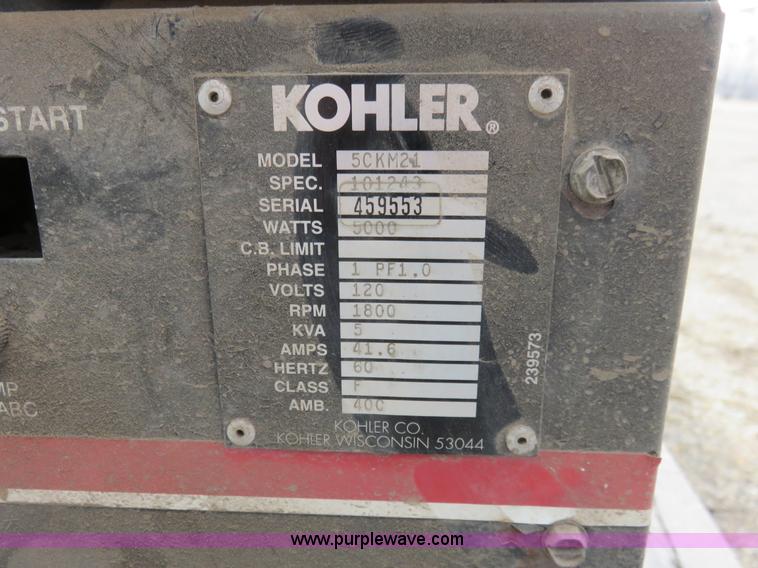 START
KOHLER®
MODEL 5CKM21
SPEC. 101243
SERIAL 459553
WATTS 5000
C.B. LIMIT
PHASE 1 PF1.0
VOLTS 120
RPM 1800
KVA 5
AMPS 41.6
HERTZ 60
CLASS F
AMB. 40C
239573
KOHLER CO.
KOHLER WISCONSIN 53044
www.purplewave.com